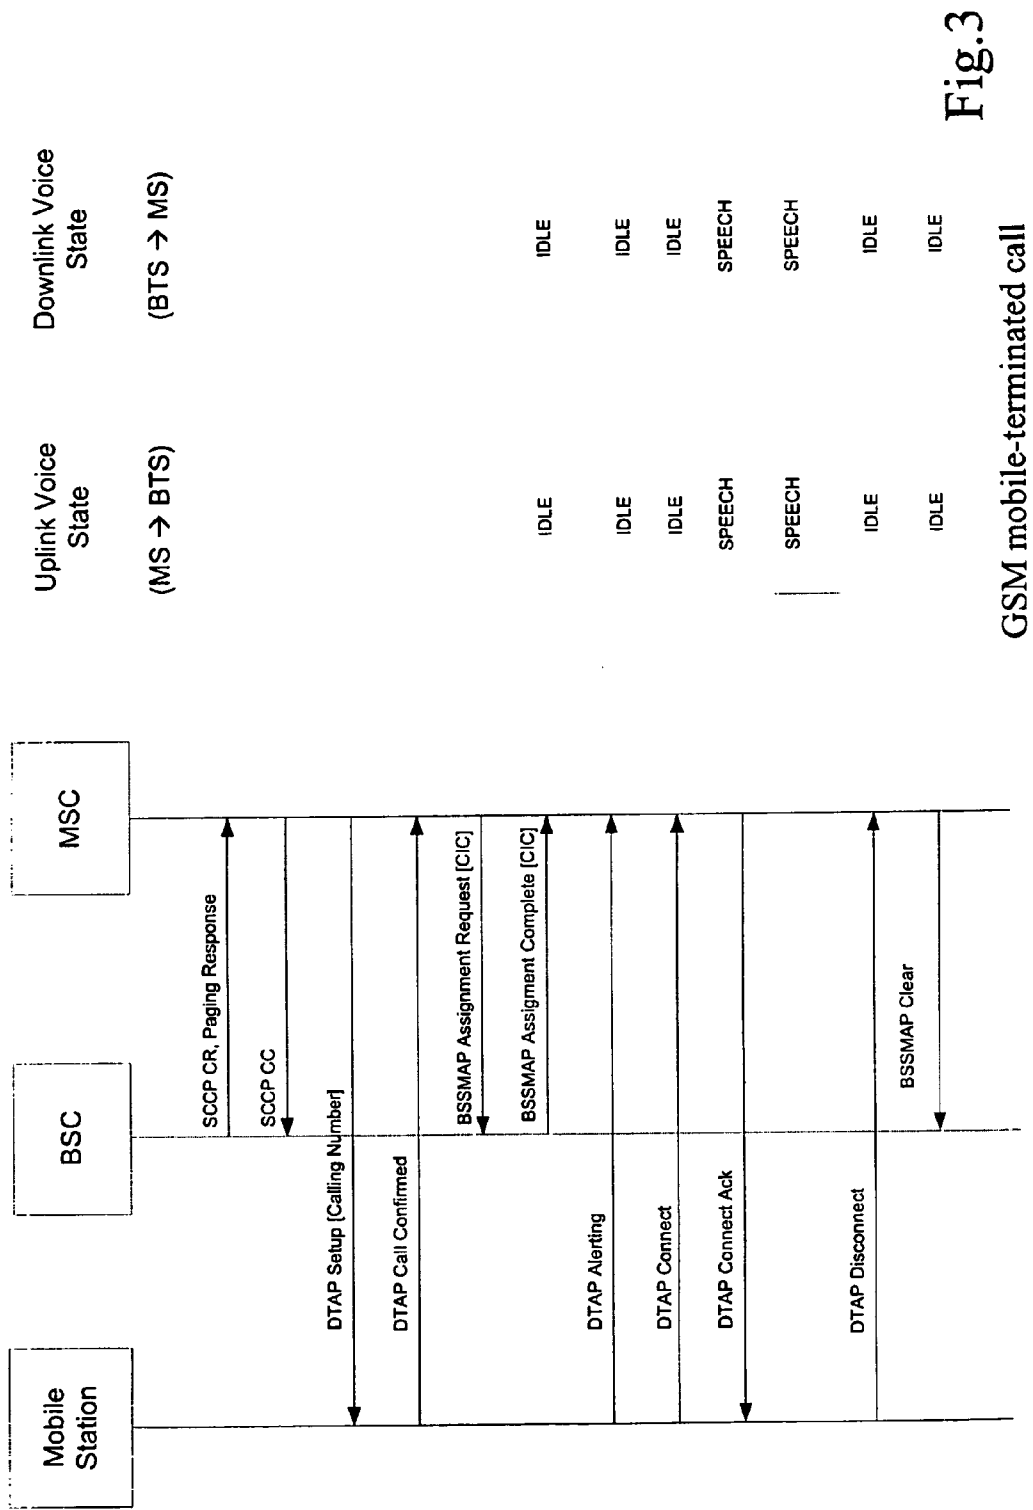 Mobile
Station
BSC
MSC
Uplink Voice
State
(MS → BTS)
Downlink Voice
State
(BTS → MS)
SCCP CR, Paging Response
SCCP CC
DTAP Setup [Calling Number]
DTAP Call Confirmed
BSSMAP Assignment Request [CIC]
BSSMAP Assigment Complete [CIC]
IDLE
IDLE
DTAP Alerting
IDLE
IDLE
DTAP Connect
IDLE
IDLE
DTAP Connect Ack
SPEECH
SPEECH
SPEECH
SPEECH
DTAP Disconnect
IDLE
IDLE
BSSMAP Clear
IDLE
IDLE
Fig.3
GSM mobile-terminated call